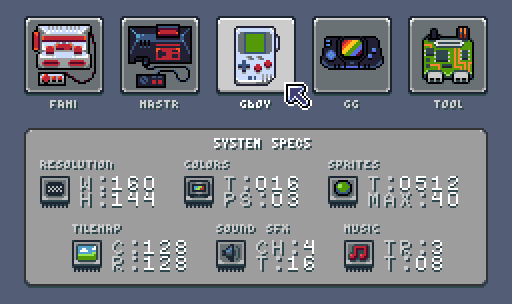 FAMI MASTR GBOY GG TOOL
SYSTEM SPECS
RESOLUTION COLORS SPRITES
W:160 T:016 T:0512
H:144 PS:03 MAX:40
TILEMAP SOUND SFX MUSIC
C:128 CH:4 TR:3
R:128 T:16 T:08